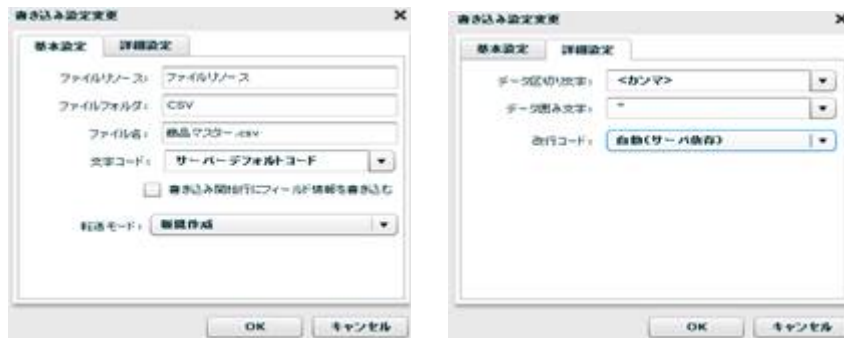 書き込み設定変更
基本設定 詳細設定
ファイルリソース: ファイルリソース
ファイルフォルダ: CSV
ファイル名: 商品マスター.csv
文字コード: サーバーデフォルトコード
書き込み開始行にフィールド情報を書き込む
転送モード: 新規作成
OK キャンセル
書き込み設定変更
基本設定 詳細設定
データ区切り文字: <カンマ>
データ囲み文字: "
改行コード: 自動(サーバ依存)
OK キャンセル